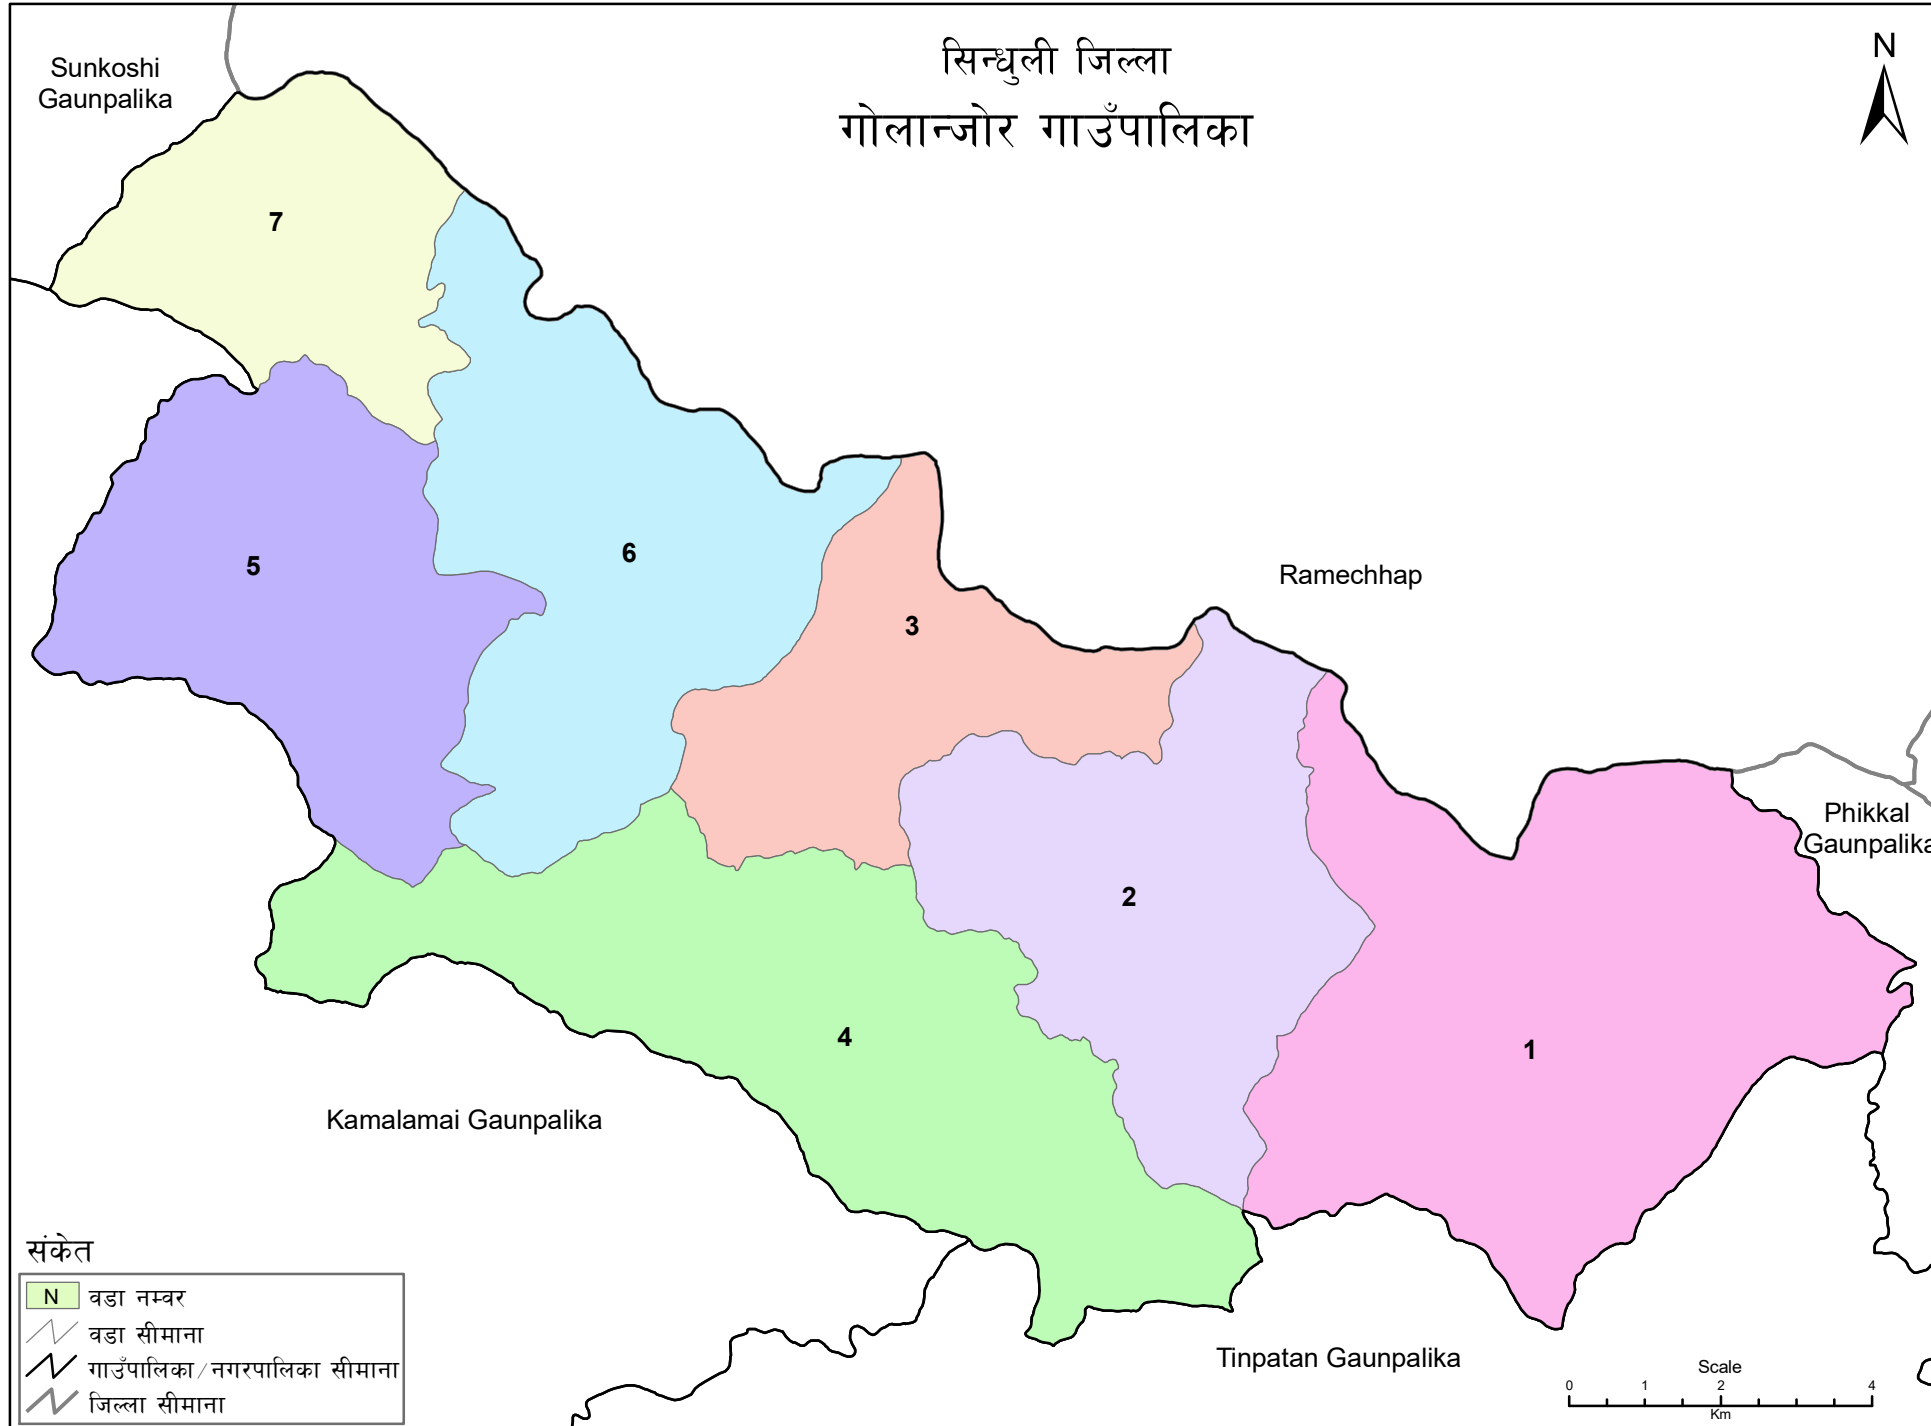 सिन्धुली जिल्ला
गोलान्जोर गाउँपालिका
N
Sunkoshi
Gaunpalika
7
6
5
3
Ramechhap
Phikkal
Gaunpalika
2
4
1
Kamalamai Gaunpalika
Tinpatan Gaunpalika
संकेत
N वडा नम्वर
वडा सीमाना
गाउँपालिका/नगरपालिका सीमाना
जिल्ला सीमाना
Scale
0 1 2 4
Km